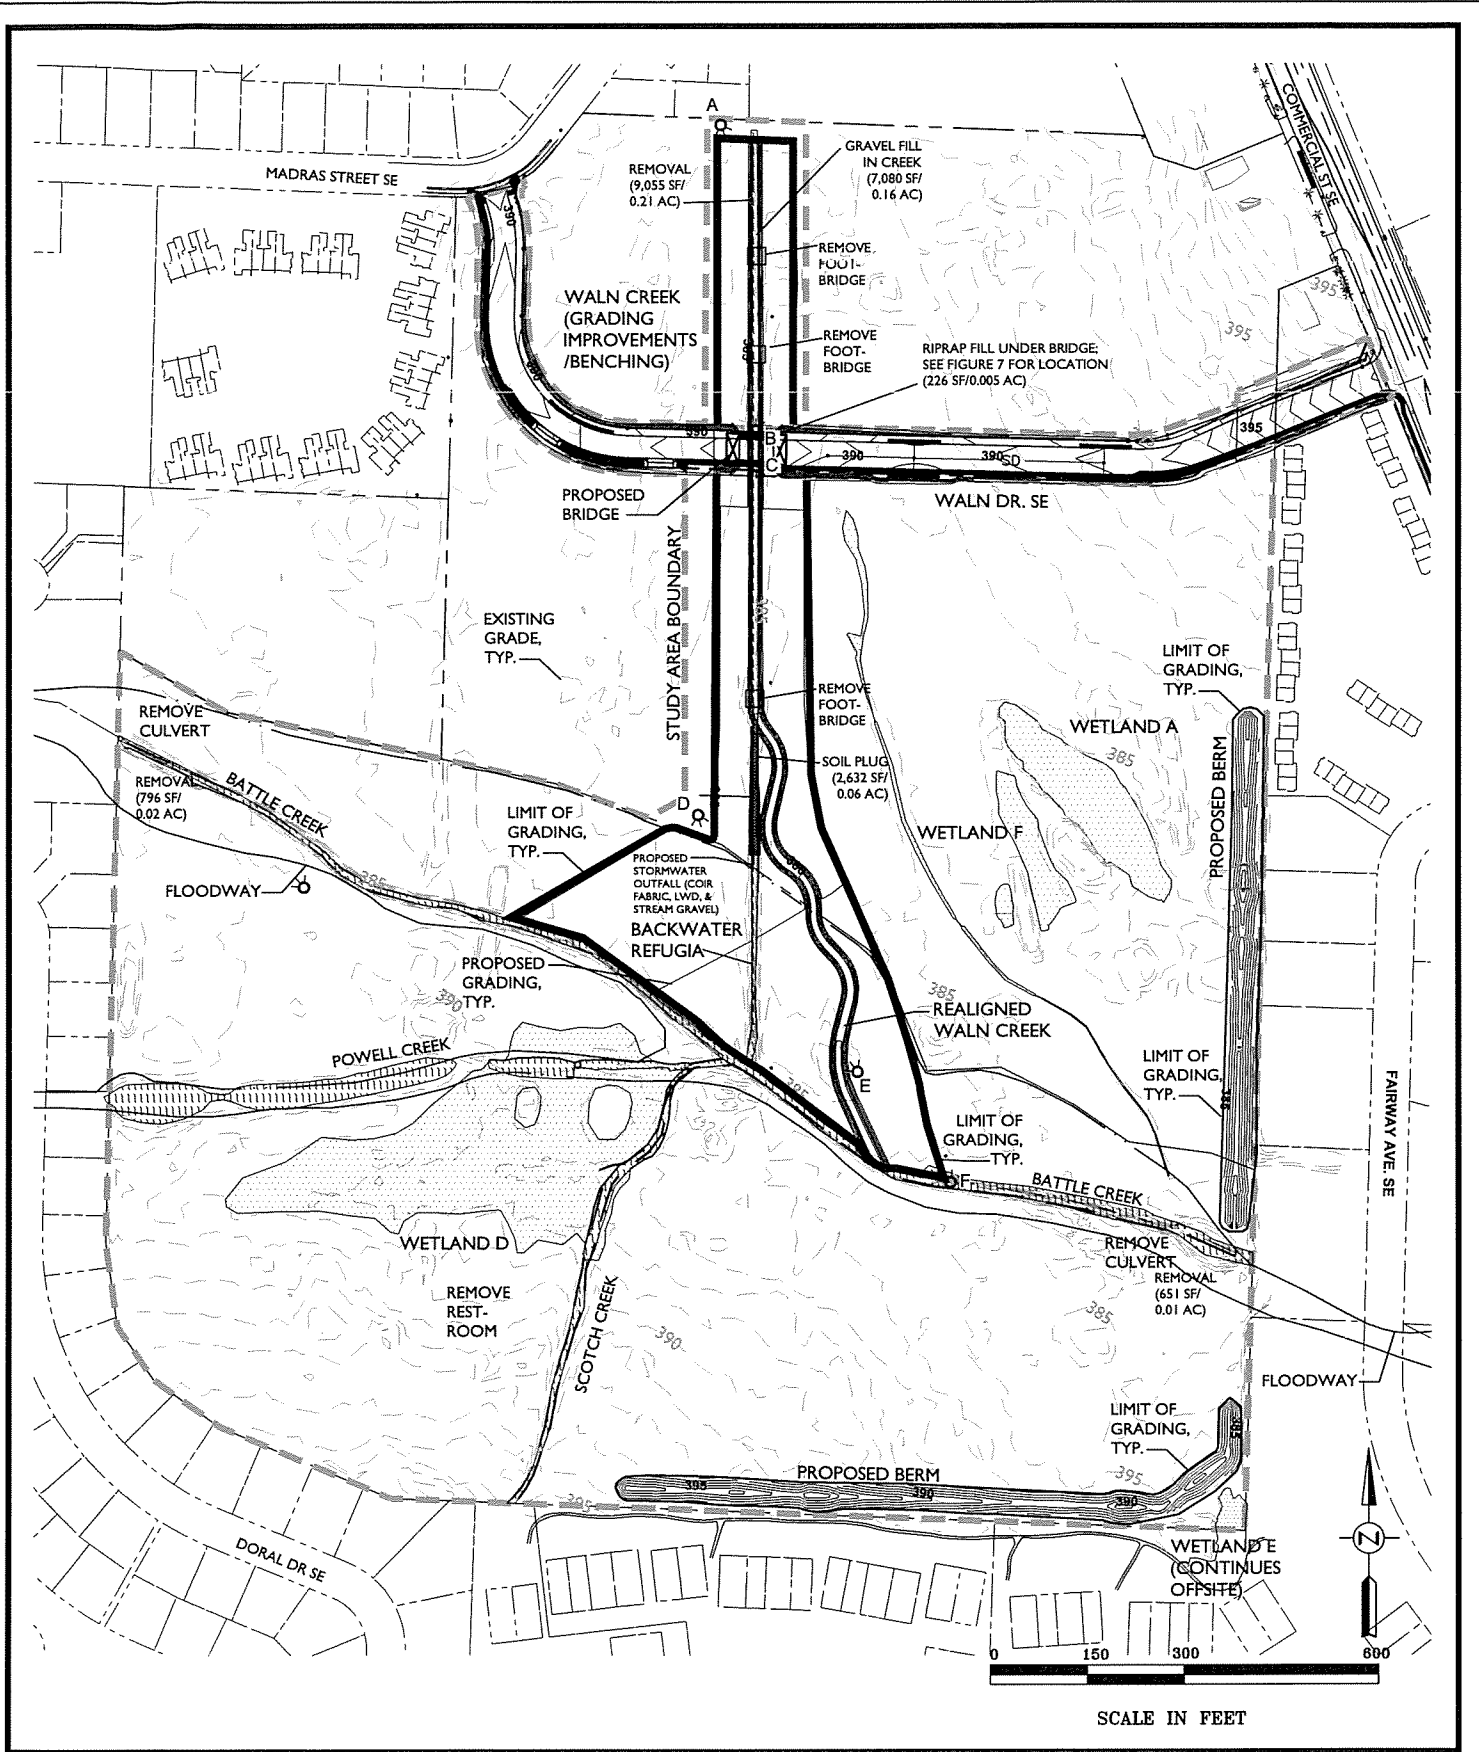 A
COMMERCIAL ST SE
MADRAS STREET SE
REMOVAL
(9,055 SF/
0.21 AC)
GRAVEL FILL
IN CREEK
(7,080 SF/
0.16 AC)
390
REMOVE
FOOT-
BRIDGE
WALN CREEK
(GRADING
IMPROVEMENTS
/BENCHING)
395
395
REMOVE
FOOT-
BRIDGE
RIPRAP FILL UNDER BRIDGE;
SEE FIGURE 7 FOR LOCATION
(226 SF/0.005 AC)
390
B
C
390
390
SD
395
PROPOSED
BRIDGE
WALN DR. SE
STUDY AREA BOUNDARY
EXISTING
GRADE,
TYP.
LIMIT OF
GRADING,
TYP.
REMOVE
FOOT-
BRIDGE
REMOVE
CULVERT
WETLAND A
385
PROPOSED BERM
SOIL PLUG
(2,632 SF/
0.06 AC)
REMOVAL
(796 SF/
0.02 AC)
BATTLE CREEK
D
LIMIT OF
GRADING,
TYP.
WETLAND F
PROPOSED
STORMWATER
OUTFALL (COIR
FABRIC, LWD, &
STREAM GRAVEL)
385
FLOODWAY
BACKWATER
REFUGIA
PROPOSED
GRADING,
TYP.
390
385
REALIGNED
WALN CREEK
POWELL CREEK
LIMIT OF
GRADING,
TYP.
385
E
FAIRWAY AVE. SE
LIMIT OF
GRADING,
TYP.
F
BATTLE CREEK
WETLAND D
REMOVE
CULVERT
REMOVAL
(651 SF/
0.01 AC)
REMOVE
REST-
ROOM
SCOTCH CREEK
390
385
FLOODWAY
LIMIT OF
GRADING,
TYP.
385
PROPOSED BERM
395
395
390
390
395
DORAL DR SE
WETLAND E
(CONTINUES
OFFSITE)
N
0 150 300 600
SCALE IN FEET